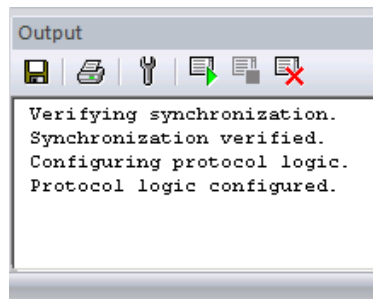 Output
Verifying synchronization.
Synchronization verified.
Configuring protocol logic.
Protocol logic configured.